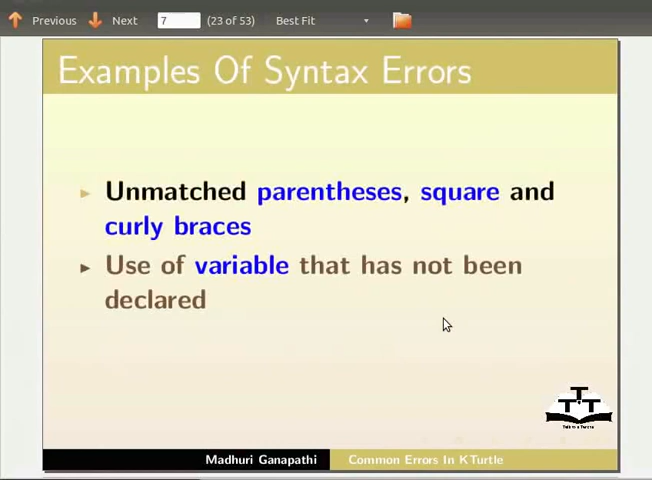 Previous Next 7 (23 of 53) Best Fit
Examples Of Syntax Errors
Unmatched parentheses, square and
curly braces
Use of variable that has not been
declared
T T T
Madhuri Ganapathi Common Errors In KTurtle